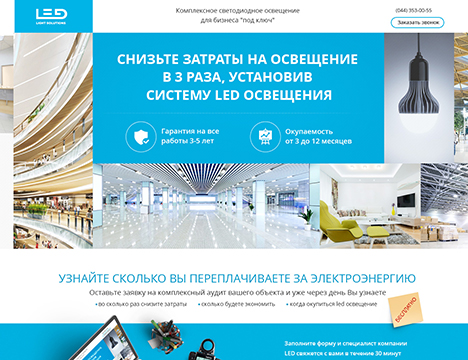 LED
LIGHT SOLUTIONS
Комплексное светодиодное освещение
для бизнеса "под ключ"
(044) 353-00-55
Заказать звонок
СНИЗЬТЕ ЗАТРАТЫ НА ОСВЕЩЕНИЕ
В 3 РАЗА, УСТАНОВИВ
СИСТЕМУ LED ОСВЕЩЕНИЯ
Гарантия на все
работы 3-5 лет
Окупаемость
от 3 до 12 месяцев
УЗНАЙТЕ СКОЛЬКО ВЫ ПЕРЕПЛАЧИВАЕТЕ ЗА ЭЛЕКТРОЭНЕРГИЮ
Оставьте заявку на комплексный аудит вашего объекта и уже через день Вы узнаете
• во сколько раз снизите затраты • сколько будете экономить • когда окупиться led освещение
БЕСПЛАТНО
Заполните форму и специалист компании
LED свяжется с вами в течение 30 минут